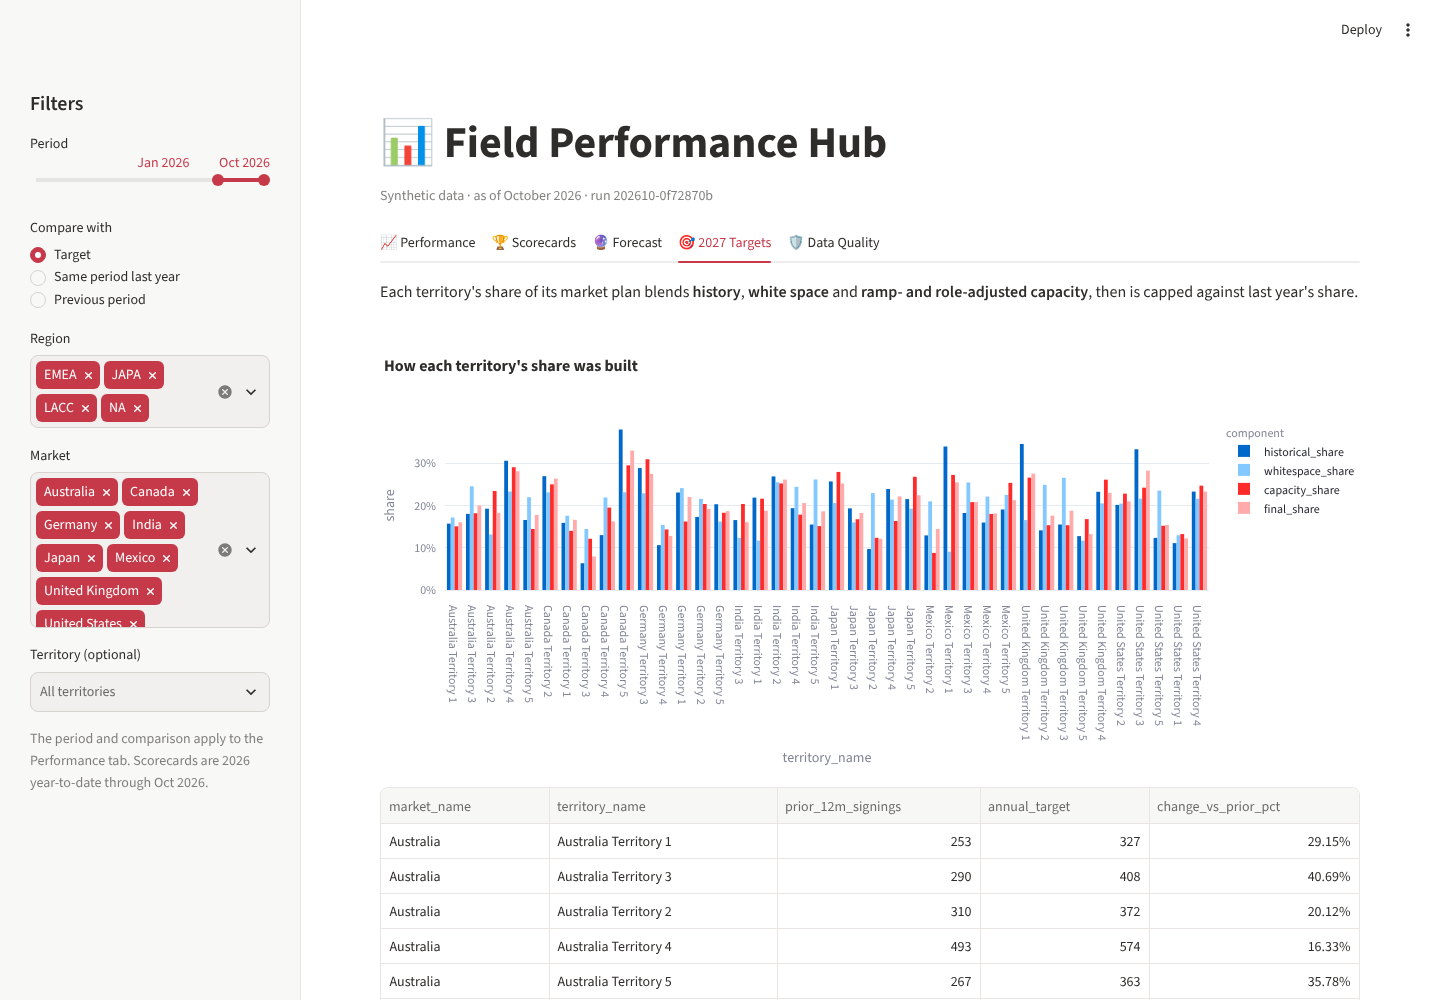 Deploy
Filters
Period
Jan 2026 Oct 2026
Compare with
Target
Same period last year
Previous period
Region
EMEA JAPA
LACC NA
Market
Australia Canada
Germany India
Japan Mexico
United Kingdom
United States
Territory (optional)
All territories
The period and comparison apply to the
Performance tab. Scorecards are 2026
year-to-date through Oct 2026.
Field Performance Hub
Synthetic data · as of October 2026 · run 202610-0f72870b
Performance Scorecards Forecast 2027 Targets Data Quality
Each territory's share of its market plan blends history, white space and ramp- and role-adjusted capacity, then is capped against last year's share.
How each territory's share was built
share
30%
20%
10%
0%
component
historical_share
whitespace_share
capacity_share
final_share
Australia Territory 1
Australia Territory 3
Australia Territory 2
Australia Territory 4
Australia Territory 5
Canada Territory 2
Canada Territory 1
Canada Territory 3
Canada Territory 4
Canada Territory 5
Germany Territory 3
Germany Territory 4
Germany Territory 1
Germany Territory 2
Germany Territory 5
India Territory 3
India Territory 1
India Territory 2
India Territory 4
India Territory 5
Japan Territory 1
Japan Territory 3
Japan Territory 2
Japan Territory 4
Japan Territory 5
Mexico Territory 2
Mexico Territory 1
Mexico Territory 3
Mexico Territory 4
Mexico Territory 5
United Kingdom Territory 1
United Kingdom Territory 2
United Kingdom Territory 3
United Kingdom Territory 5
United Kingdom Territory 4
United States Territory 2
United States Territory 3
United States Territory 5
United States Territory 1
United States Territory 4
territory_name
market_name territory_name prior_12m_signings annual_target change_vs_prior_pct
Australia Australia Territory 1 253 327 29.15%
Australia Australia Territory 3 290 408 40.69%
Australia Australia Territory 2 310 372 20.12%
Australia Australia Territory 4 493 574 16.33%
Australia Australia Territory 5 267 363 35.78%